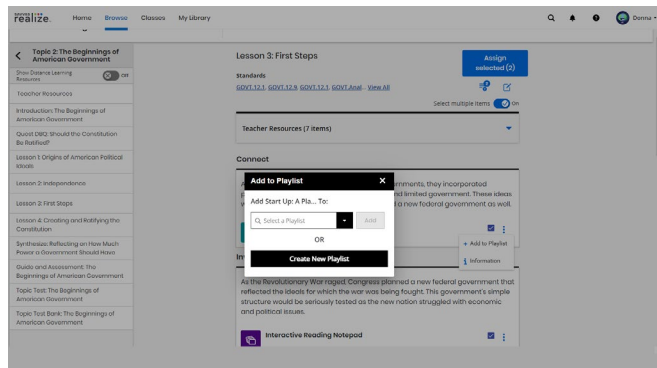 SAVVAS
realize.
Home Browse Classes My Library
Donna
Topic 2: The Beginnings of
American Government
Show Distance Learning
Resources
Off
Teacher Resources
Introduction: The Beginnings of
American Government
Quest DBQ: Should the Constitution
Be Ratified?
Lesson 1: Origins of American Political
Ideals
Lesson 2: Independence
Lesson 3: First Steps
Lesson 4: Creating and Ratifying the
Constitution
Synthesize: Reflecting on How Much
Power a Government Should Have
Guide and Assessment: The
Beginnings of American Government
Topic Test: The Beginnings of
American Government
Topic Test Bank: The Beginnings of
American Government
Lesson 3: First Steps
Assign
selected (2)
Standards
GOVT.12.1, GOVT.12.9, GOVT.12.3, GOVT.Anal... View All
Select multiple items
On
Teacher Resources (7 items)
Connect
rnments, they incorporated
nd limited government. These ideas
a new federal government as well.
Add to Playlist
Add Start Up: A Pla... To:
Select a Playlist
Add
OR
Create New Playlist
+ Add to Playlist
Information
As the Revolutionary War raged, Congress planned a new federal government that
reflected the ideals for which the war was being fought. This government's simple
structure would be seriously tested as the new nation struggled with economic
and political issues.
Interactive Reading Notepad